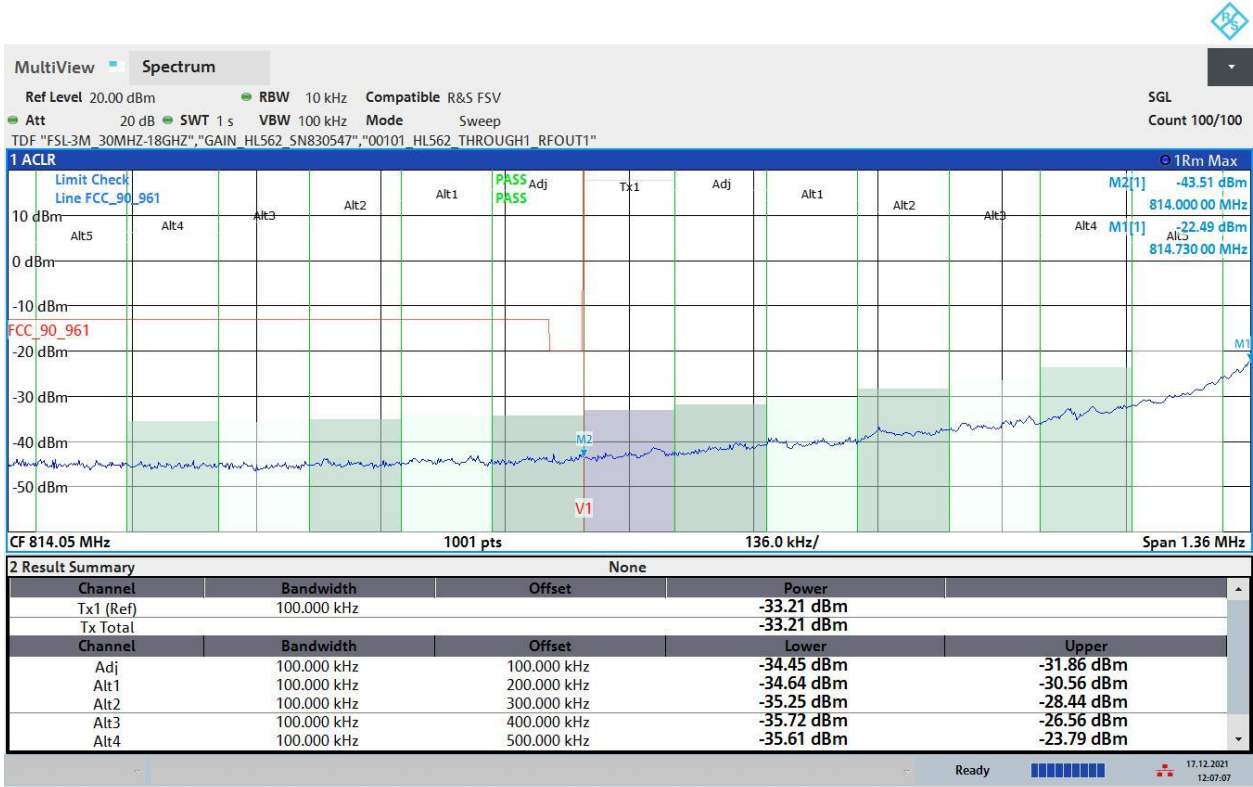 R S
MultiView Spectrum
Ref Level 20.00 dBm RBW 10 kHz Compatible R&S FSV SGL
Att 20 dB SWT 1 s VBW 100 kHz Mode Sweep Count 100/100
TDF "FSL-3M_30MHZ-18GHZ","GAIN_HL562_SN830547","00101_HL562_THROUGH1_RFOUT1"
1 ACLR 1Rm Max
Limit Check PASS M2[1] -43.51 dBm
Line FCC_90_961 PASS 814.000 00 MHz
M1[1] -22.49 dBm
814.730 00 MHz
Alt5 Alt4 Alt3 Alt2 Alt1 Adj Tx1 Adj Alt1 Alt2 Alt3 Alt4 Alt5
10 dBm
0 dBm
-10 dBm
FCC_90_961
-20 dBm
M1
-30 dBm
-40 dBm
M2
-50 dBm
V1
CF 814.05 MHz 1001 pts 136.0 kHz/ Span 1.36 MHz
2 Result Summary None
Channel Bandwidth Offset Power
Tx1 (Ref) 100.000 kHz -33.21 dBm
Tx Total -33.21 dBm
Channel Bandwidth Offset Lower Upper
Adj 100.000 kHz 100.000 kHz -34.45 dBm -31.86 dBm
Alt1 100.000 kHz 200.000 kHz -34.64 dBm -30.56 dBm
Alt2 100.000 kHz 300.000 kHz -35.25 dBm -28.44 dBm
Alt3 100.000 kHz 400.000 kHz -35.72 dBm -26.56 dBm
Alt4 100.000 kHz 500.000 kHz -35.61 dBm -23.79 dBm
Ready 17.12.2021
12:07:07